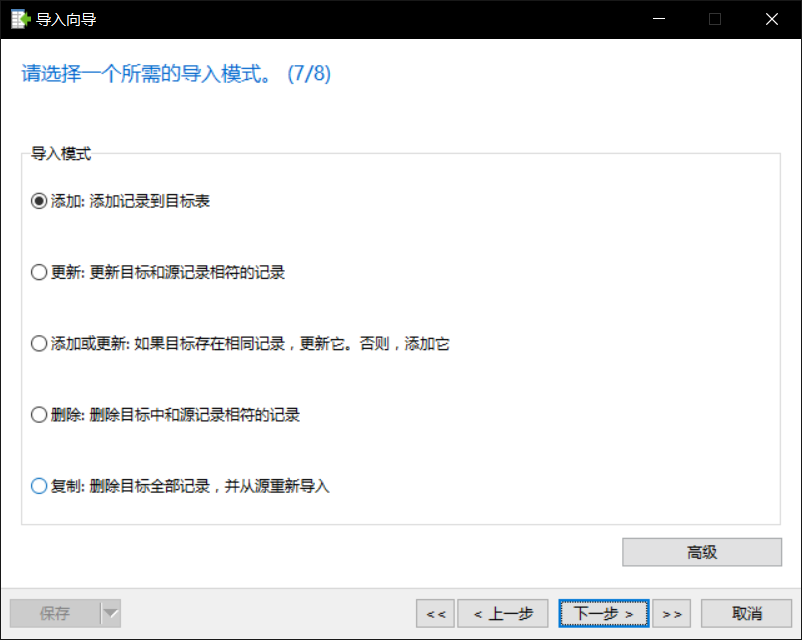 导入向导
请选择一个所需的导入模式。 (7/8)
导入模式
添加: 添加记录到目标表
更新: 更新目标和源记录相符的记录
添加或更新: 如果目标存在相同记录，更新它。否则，添加它
删除: 删除目标中和源记录相符的记录
复制: 删除目标全部记录，并从源重新导入
高级
保存 << < 上一步 下一步 > >> 取消